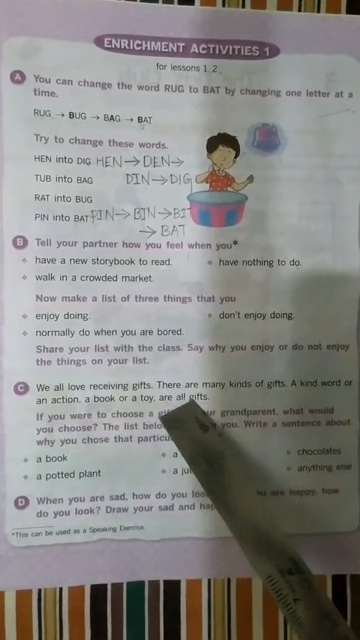 ENRICHMENT ACTIVITIES 1
for lessons 1, 2
A You can change the word RUG to BAT by changing one letter at a
time.
RUG → BUG → BAG → BAT
Try to change these words.
HEN into DIG HEN → DEN →
TUB into BAG DIN → DIG
RAT into BUG
PIN into BAT PIN → BIN → BIT
→ BAT
B Tell your partner how you feel when you*
have a new storybook to read.
have nothing to do.
walk in a crowded market.
Now make a list of three things that you
enjoy doing.
don't enjoy doing.
normally do when you are bored.
Share your list with the class. Say why you enjoy or do not enjoy
the things on your list.
C We all love receiving gifts. There are many kinds of gifts. A kind word or
an action, a book or a toy, are all gifts.
If you were to choose a grandparent, what would
you choose? The list you. Write a sentence about
why you chose that
a book
a
chocolates
a potted plant
a
anything else
D When you are sad, how do you are happy, how
do you look? Draw your sad and
*This can be used as a Speaking Exercise.